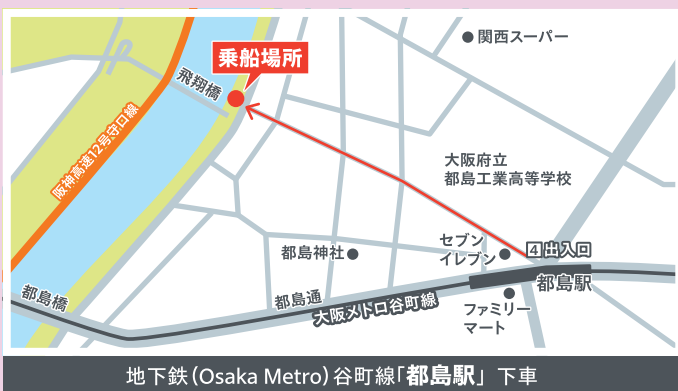 関西スーパー
乗船場所
飛翔橋
阪神高速12号守口線
大阪府立
都島工業高等学校
セブン
イレブン
4出入口
都島神社
都島駅
都島橋
都島通
大阪メトロ谷町線
ファミリー
マート
地下鉄(Osaka Metro)谷町線「都島駅」下車